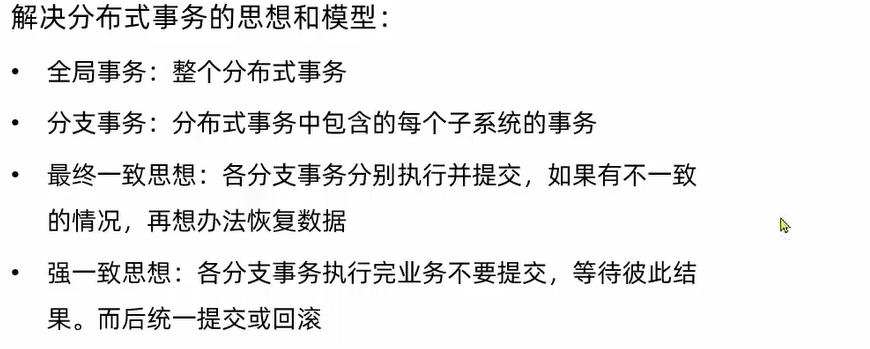 解决分布式事务的思想和模型：
• 全局事务：整个分布式事务
• 分支事务：分布式事务中包含的每个子系统的事务
• 最终一致思想：各分支事务分别执行并提交，如果有不一致
的情况，再想办法恢复数据
• 强一致思想：各分支事务执行完业务不要提交，等待彼此结
果。而后统一提交或回滚